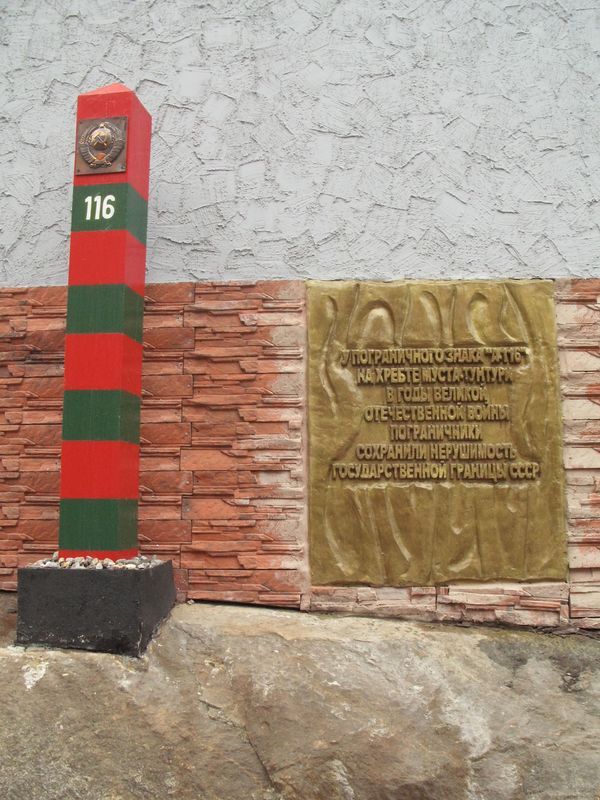 116
У ПОГРАНИЧНОГО ЗНАКА "А-116"
НА ХРЕБТЕ МУСТА-ТУНТУРИ
В ГОДЫ ВЕЛИКОЙ
ОТЕЧЕСТВЕННОЙ ВОЙНЫ
ПОГРАНИЧНИКИ
СОХРАНИЛИ НЕРУШИМОСТЬ
ГОСУДАРСТВЕННОЙ ГРАНИЦЫ СССР